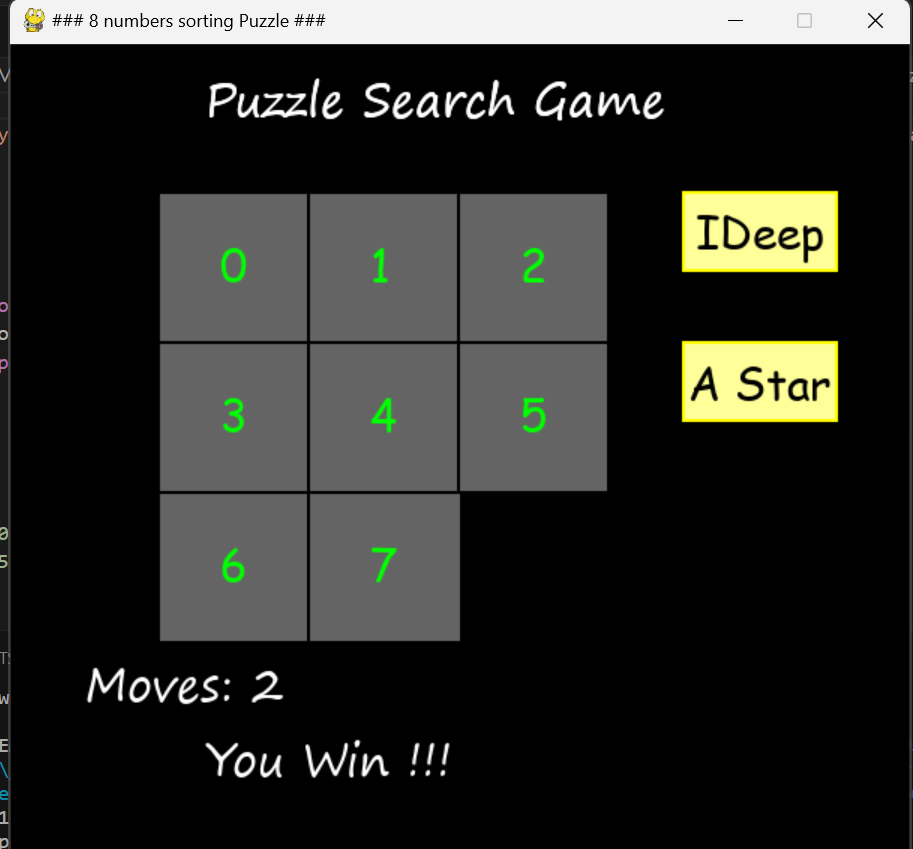 ### 8 numbers sorting Puzzle ###
Puzzle Search Game
0 1 2
IDeep
3 4 5
A Star
6 7
Moves: 2
You Win !!!